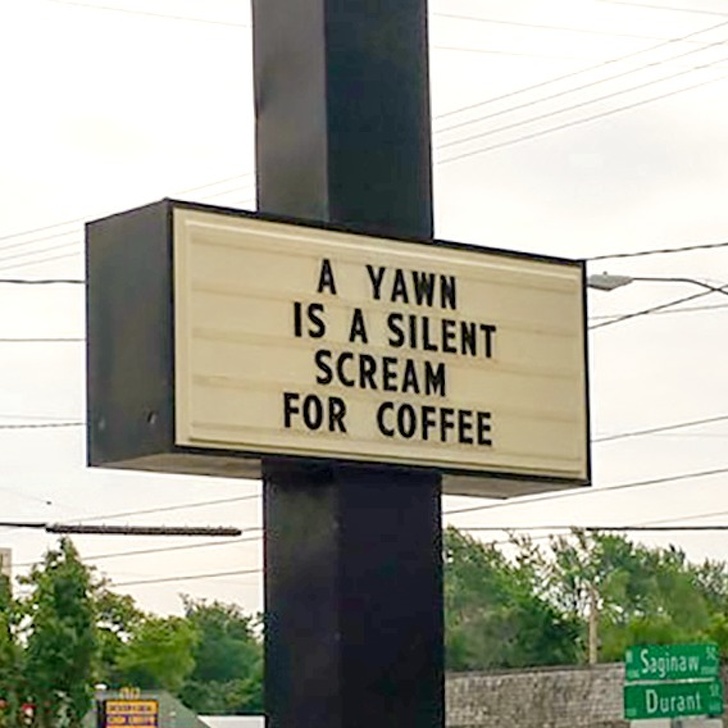 A YAWN
IS A SILENT
SCREAM
FOR COFFEE
Saginaw
Durant